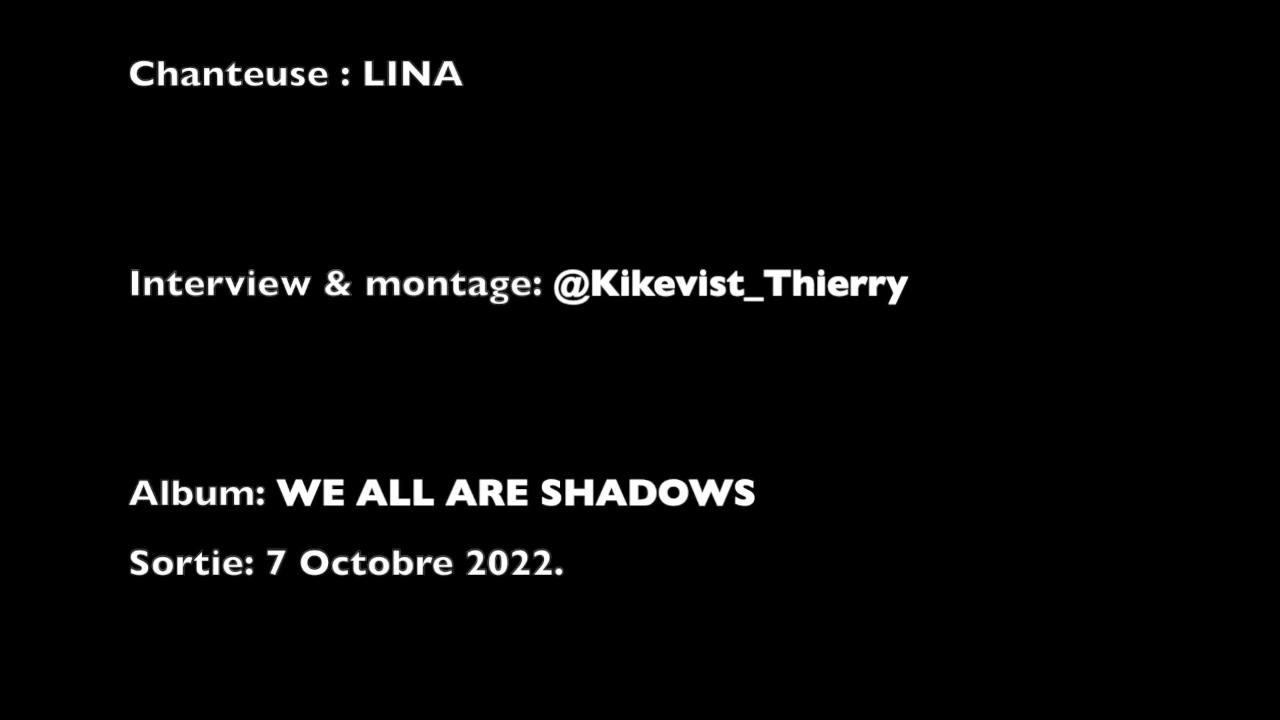 Chanteuse : LINA
Interview & montage: @Kikevist_Thierry
Album: WE ALL ARE SHADOWS
Sortie: 7 Octobre 2022.